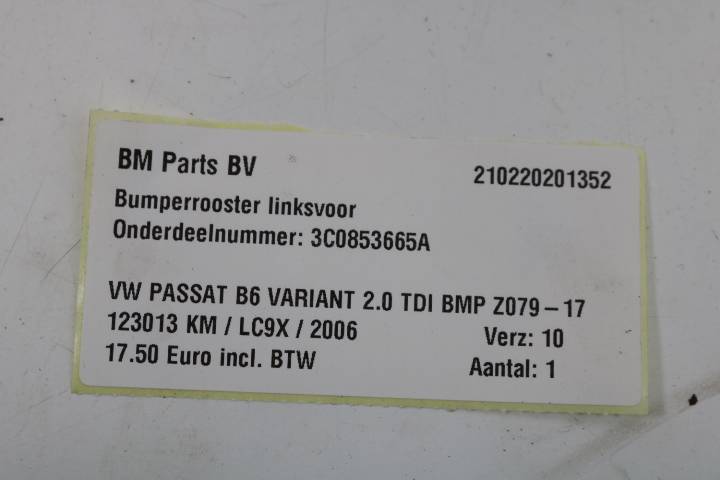 BM Parts BV 210220201352
Bumperrooster linksvoor
Onderdeelnummer: 3C0853665A
VW PASSAT B6 VARIANT 2.0 TDI BMP Z079-17
123013 KM / LC9X / 2006 Verz: 10
17.50 Euro incl. BTW Aantal: 1